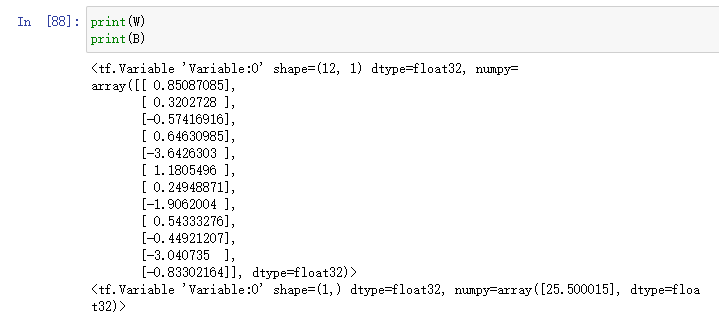 In [88]: print(W)
print(B)
<tf.Variable 'Variable:0' shape=(12, 1) dtype=float32, numpy=
array([[ 0.85087085],
[ 0.3202728 ],
[-0.57416916],
[ 0.64630985],
[-3.6426303 ],
[ 1.1805496 ],
[ 0.24948871],
[-1.9062004 ],
[ 0.54333276],
[-0.44921207],
[-3.040735  ],
[-0.83302164]], dtype=float32)>
<tf.Variable 'Variable:0' shape=(1,) dtype=float32, numpy=array([25.500015], dtype=floa
t32)>